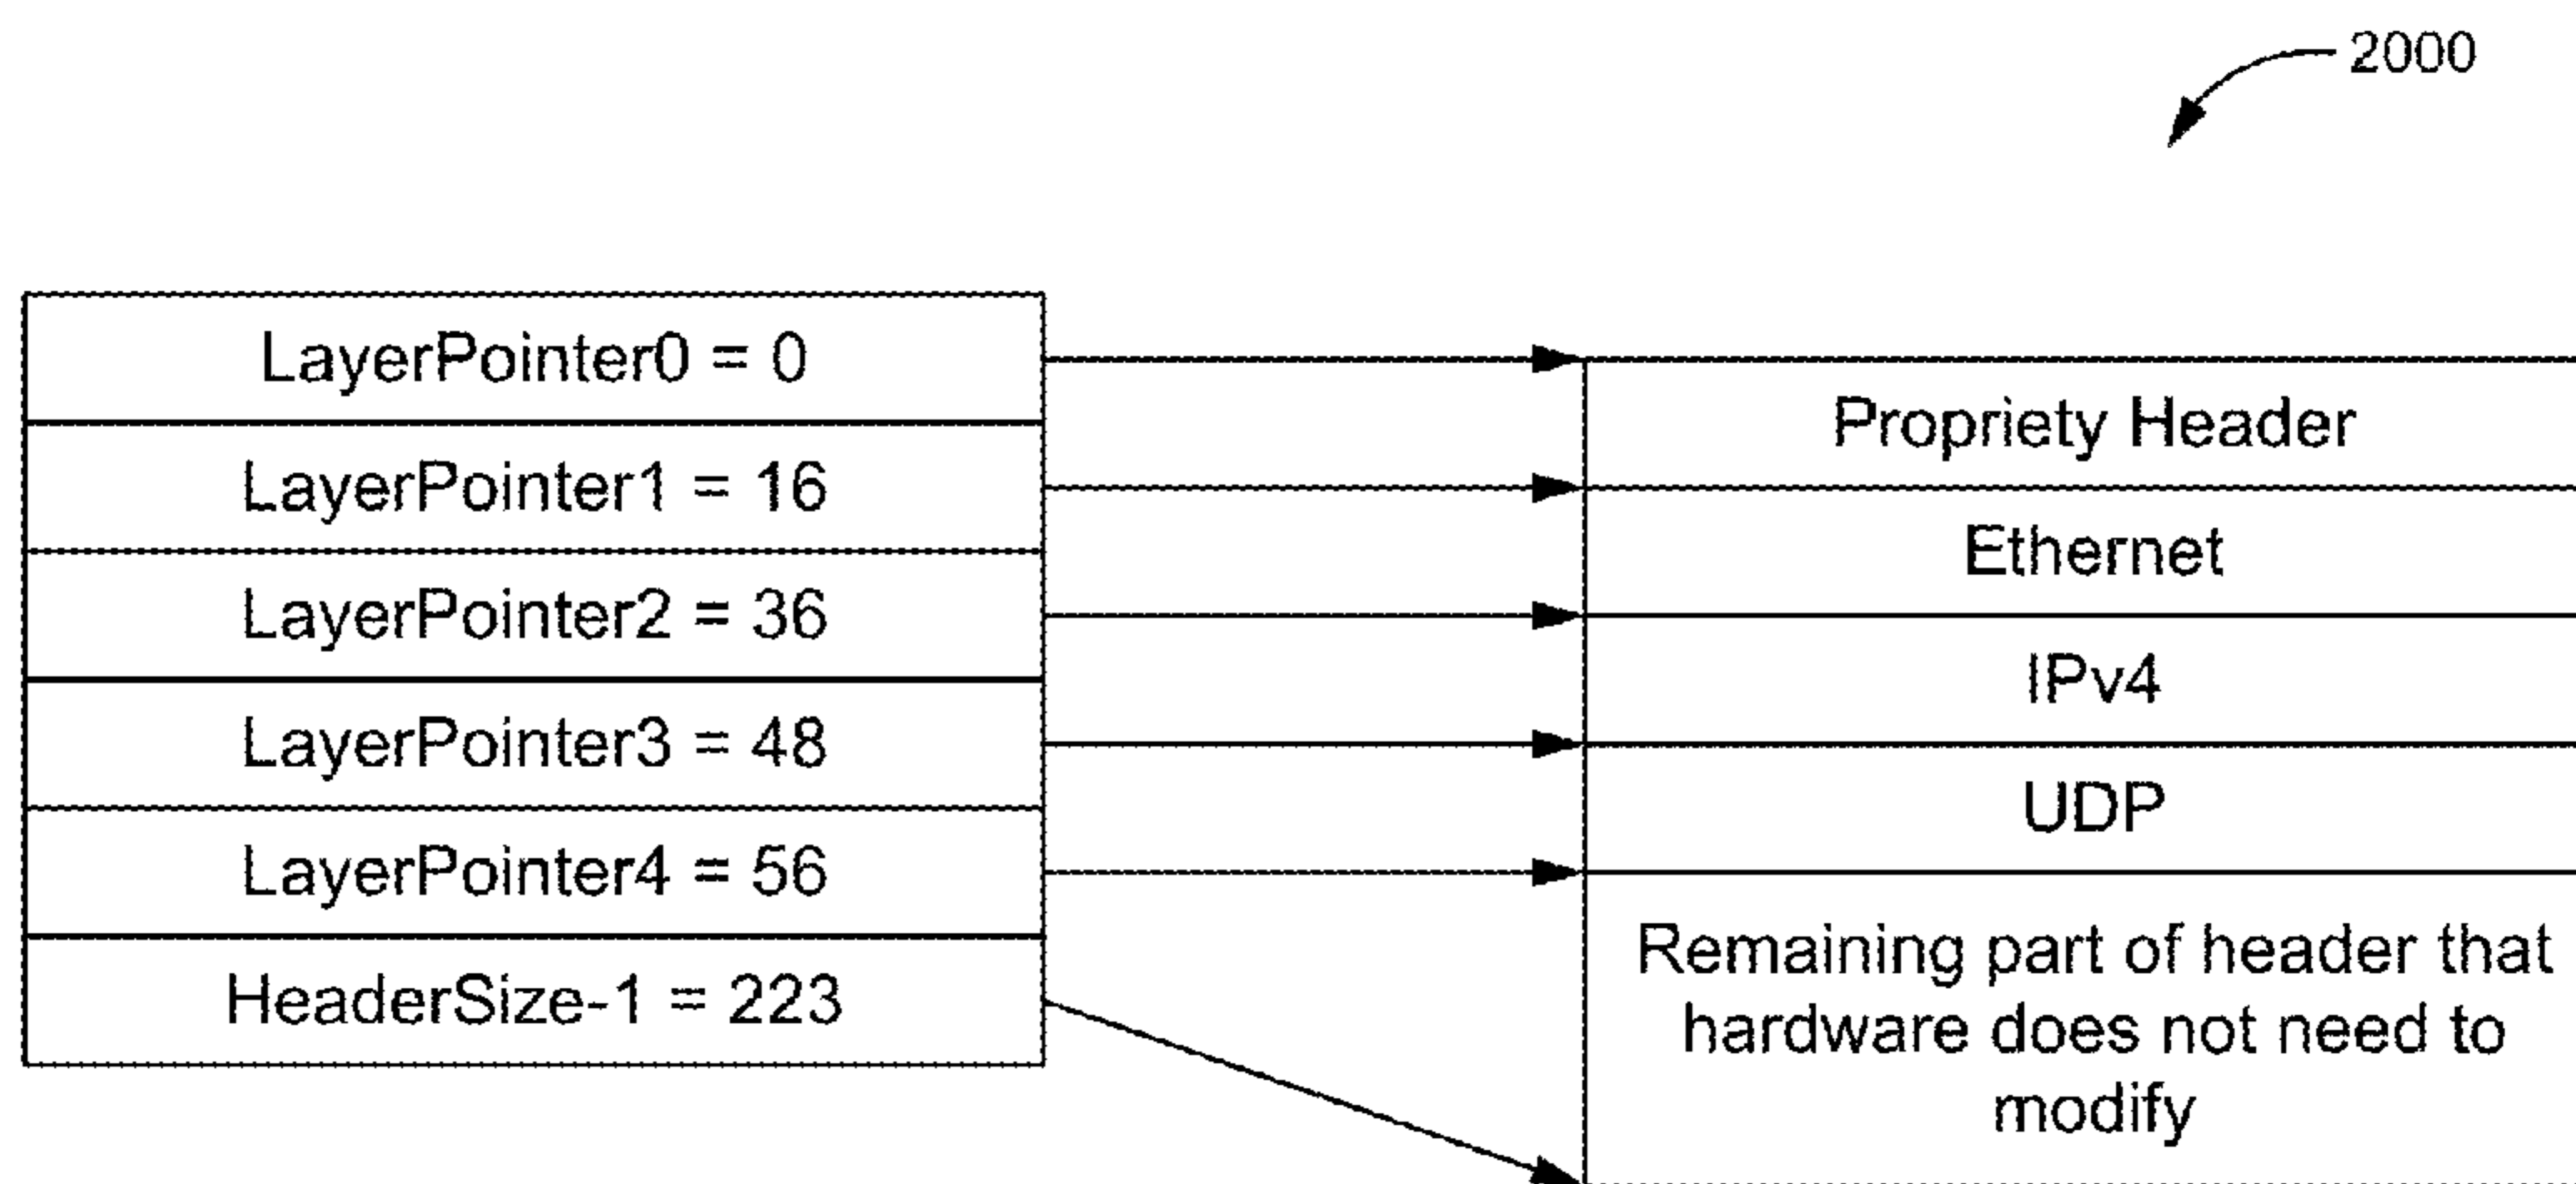 2000
LayerPointer0 = 0
LayerPointer1 = 16
LayerPointer2 = 36
LayerPointer3 = 48
LayerPointer4 = 56
HeaderSize-1 = 223
Propriety Header
Ethernet
IPv4
UDP
Remaining part of header that
hardware does not need to
modify